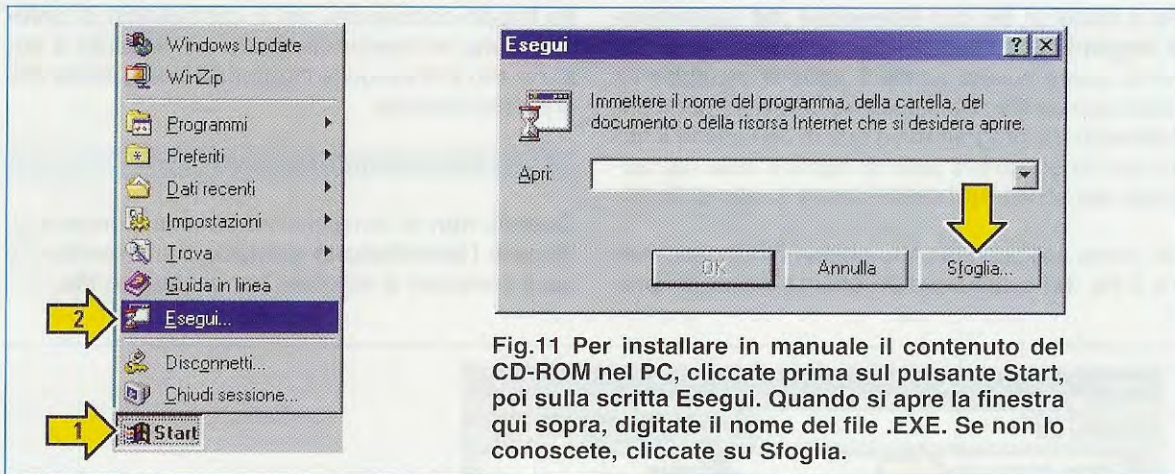 Windows Update
WinZip
Programmi
Preferiti
Dati recenti
Impostazioni
Trova
Guida in linea
2
Esegui...
Disconnetti...
Chiudi sessione...
1
Start
Esegui
? ×
Immettere il nome del programma, della cartella, del
documento o della risorsa Internet che si desidera aprire.
Apri:
OK
Annulla
Sfoglia...
Fig.11 Per installare in manuale il contenuto del
CD-ROM nel PC, cliccate prima sul pulsante Start,
poi sulla scritta Esegui. Quando si apre la finestra
qui sopra, digitate il nome del file .EXE. Se non lo
conoscete, cliccate su Sfoglia.